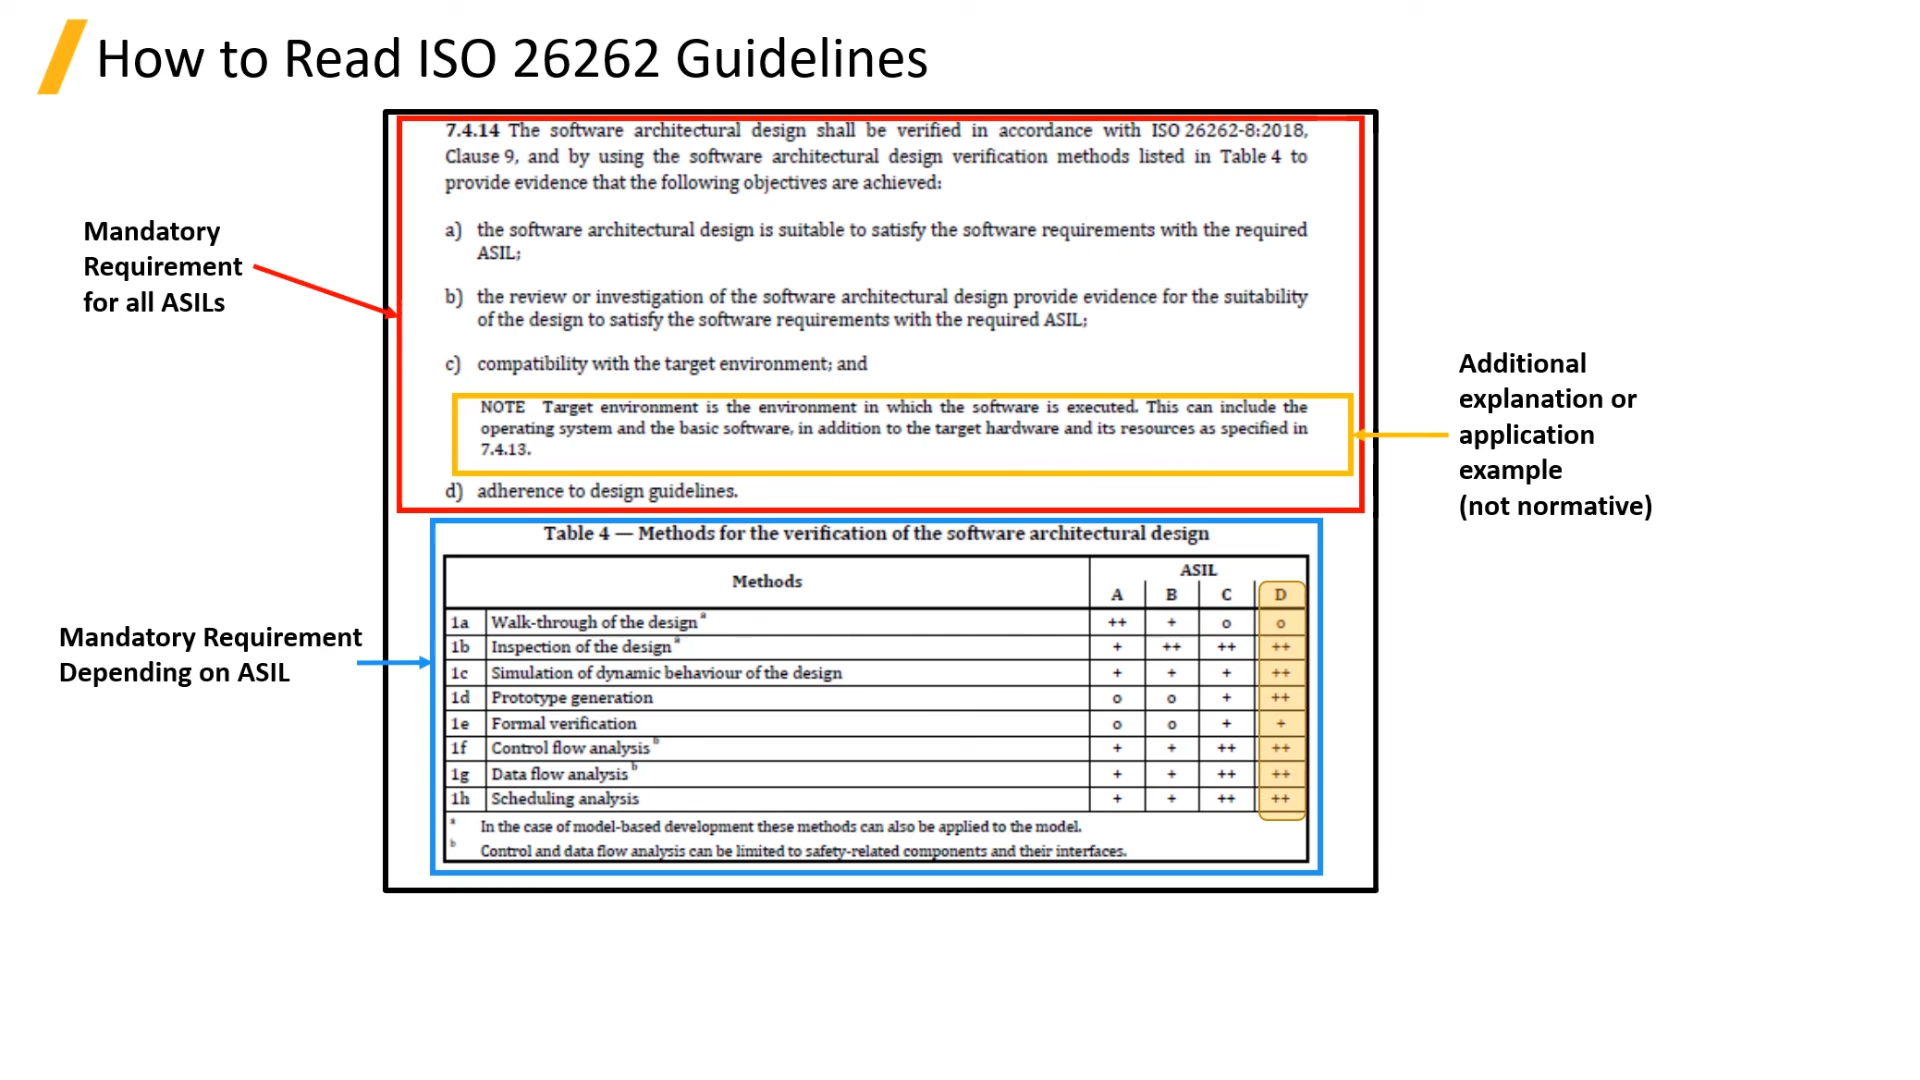 How to Read ISO 26262 Guidelines
7.4.14 The software architectural design shall be verified in accordance with ISO 26262-8:2018,
Clause 9, and by using the software architectural design verification methods listed in Table 4 to
provide evidence that the following objectives are achieved:
a) the software architectural design is suitable to satisfy the software requirements with the required
ASIL;
b) the review or investigation of the software architectural design provide evidence for the suitability
of the design to satisfy the software requirements with the required ASIL;
c) compatibility with the target environment; and
NOTE Target environment is the environment in which the software is executed. This can include the
operating system and the basic software, in addition to the target hardware and its resources as specified in
7.4.13.
d) adherence to design guidelines.
Mandatory
Requirement
for all ASILs
Additional
explanation or
application
example
(not normative)
Mandatory Requirement
Depending on ASIL
Table 4 — Methods for the verification of the software architectural design
Methods ASIL
A B C D
1a Walk-through of the design a ++ + o o
1b Inspection of the design a + ++ ++ ++
1c Simulation of dynamic behaviour of the design + + + ++
1d Prototype generation o o + ++
1e Formal verification o o + +
1f Control flow analysis b + + ++ ++
1g Data flow analysis b + + ++ ++
1h Scheduling analysis + + ++ ++
a In the case of model-based development these methods can also be applied to the model.
b Control and data flow analysis can be limited to safety-related components and their interfaces.